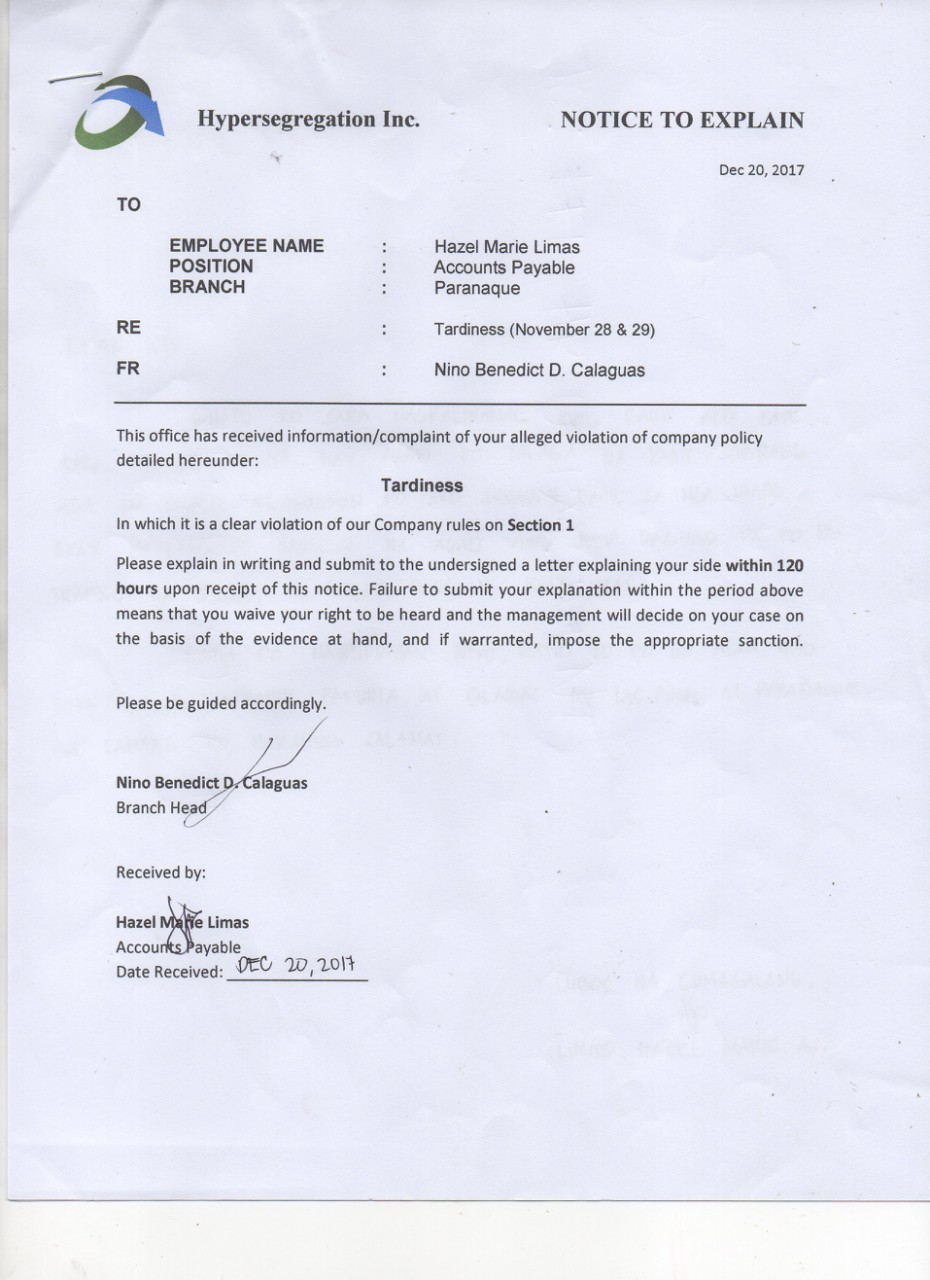 Hypersegregation Inc. NOTICE TO EXPLAIN
Dec 20, 2017
TO
EMPLOYEE NAME : Hazel Marie Limas
POSITION : Accounts Payable
BRANCH : Paranaque
RE : Tardiness (November 28 & 29)
FR : Nino Benedict D. Calaguas
This office has received information/complaint of your alleged violation of company policy
detailed hereunder:
Tardiness
In which it is a clear violation of our Company rules on Section 1
Please explain in writing and submit to the undersigned a letter explaining your side within 120
hours upon receipt of this notice. Failure to submit your explanation within the period above
means that you waive your right to be heard and the management will decide on your case on
the basis of the evidence at hand, and if warranted, impose the appropriate sanction.
Please be guided accordingly.
Nino Benedict D. Calaguas
Branch Head
Received by:
Hazel Marie Limas
Accounts Payable
Date Received: DEC 20, 2017